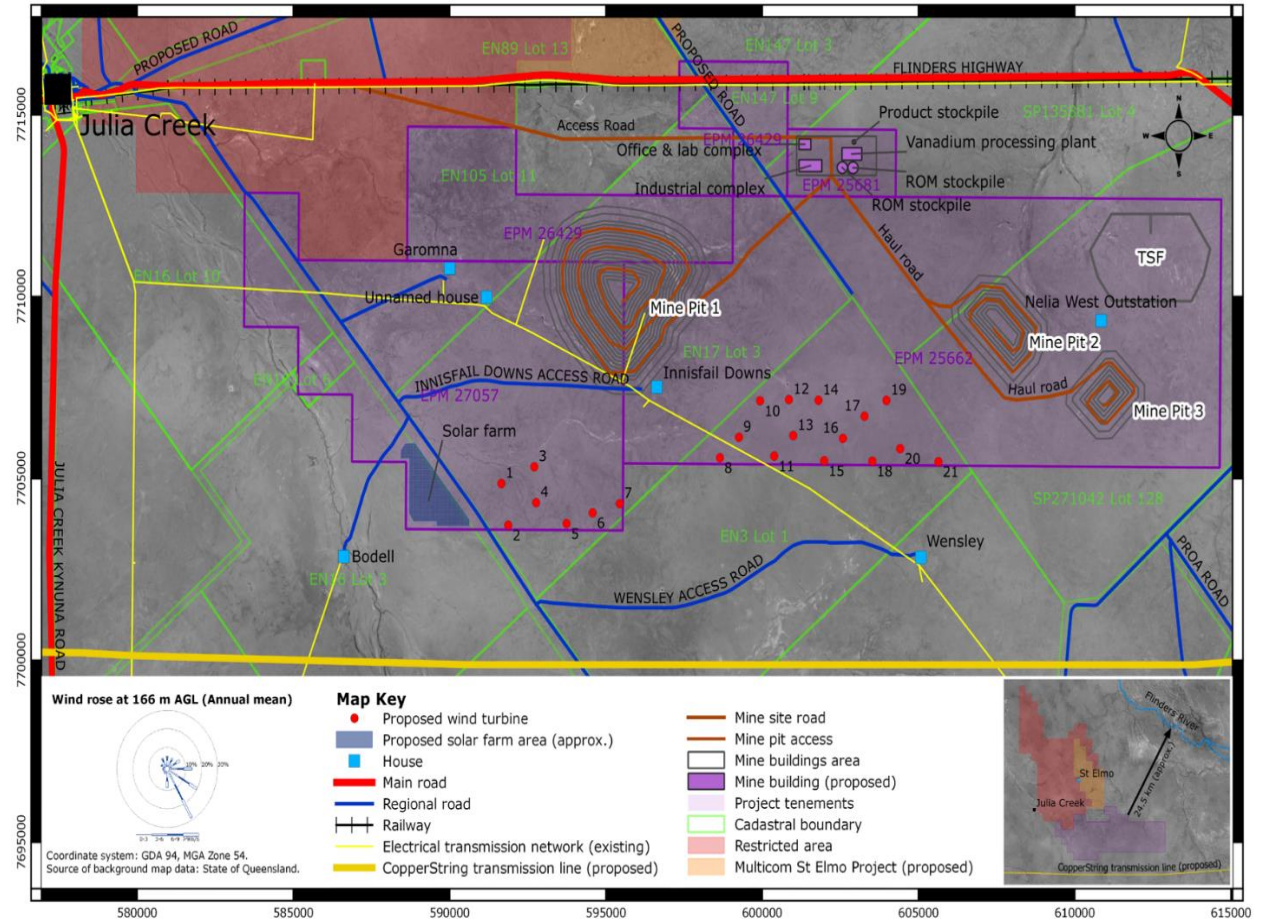 PROPOSED ROAD
EN89 Lot 13
PROPOSED ROAD
EN147 Lot 3
FLINDERS HIGHWAY
7715000
Julia Creek
EN147 Lot 9
SP135881 Lot 4
Product stockpile
Access Road
EPM 26429
Office & lab complex
Vanadium processing plant
N
W
E
S
EN105 Lot 11
Industrial complex
EPM 25681
ROM stockpile
ROM stockpile
EPM 26429
Garomna
Haul road
TSF
EN16 Lot 10
7710000
Unnamed house
Mine Pit 1
Nelia West Outstation
Mine Pit 2
EN17 Lot 3
EPM 25662
INNISFAIL DOWNS ACCESS ROAD
Innisfail Downs
Haul road
EPM 27057
Mine Pit 3
12
14
19
10
17
Solar farm
9
13
16
3
8
11
15
18
20
21
7705000
1
4
7
2
5
6
SP271042 Lot 128
JULIA CREEK KYNUNA ROAD
EN3 Lot 1
Bodell
Wensley
PROA ROAD
EN18 Lot 3
WENSLEY ACCESS ROAD
7700000
Wind rose at 166 m AGL (Annual mean)
10%
20%
Coordinate system: GDA 94, MGA Zone 54.
Source of background map data: State of Queensland.
Map Key
Proposed wind turbine
Proposed solar farm area (approx.)
House
Main road
Regional road
Railway
Electrical transmission network (existing)
CopperString transmission line (proposed)
Mine site road
Mine pit access
Mine buildings area
Mine building (proposed)
Project tenements
Cadastral boundary
Restricted area
Multicom St Elmo Project (proposed)
Flinders River
St Elmo
Julia Creek
24.5 km (approx.)
CopperString transmission line (proposed)
7695000
580000
585000
590000
595000
600000
605000
610000
615000